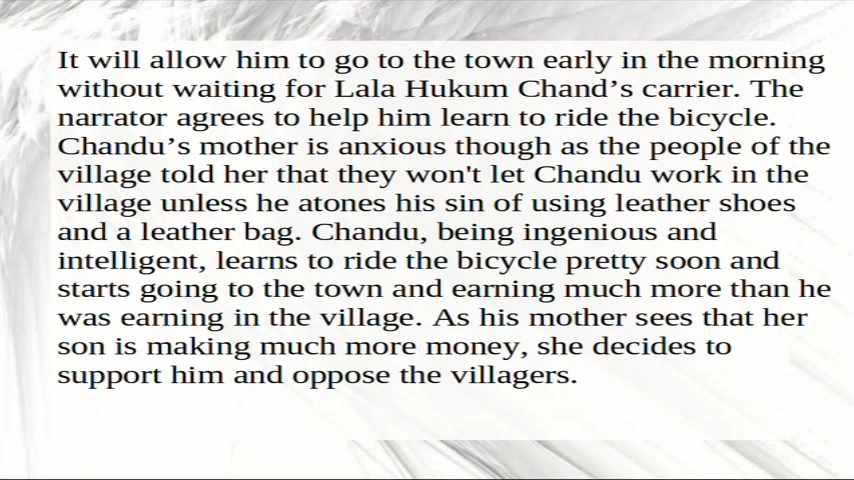 It will allow him to go to the town early in the morning
without waiting for Lala Hukum Chand’s carrier. The
narrator agrees to help him learn to ride the bicycle.
Chandu’s mother is anxious though as the people of the
village told her that they won't let Chandu work in the
village unless he atones his sin of using leather shoes
and a leather bag. Chandu, being ingenious and
intelligent, learns to ride the bicycle pretty soon and
starts going to the town and earning much more than he
was earning in the village. As his mother sees that her
son is making much more money, she decides to
support him and oppose the villagers.